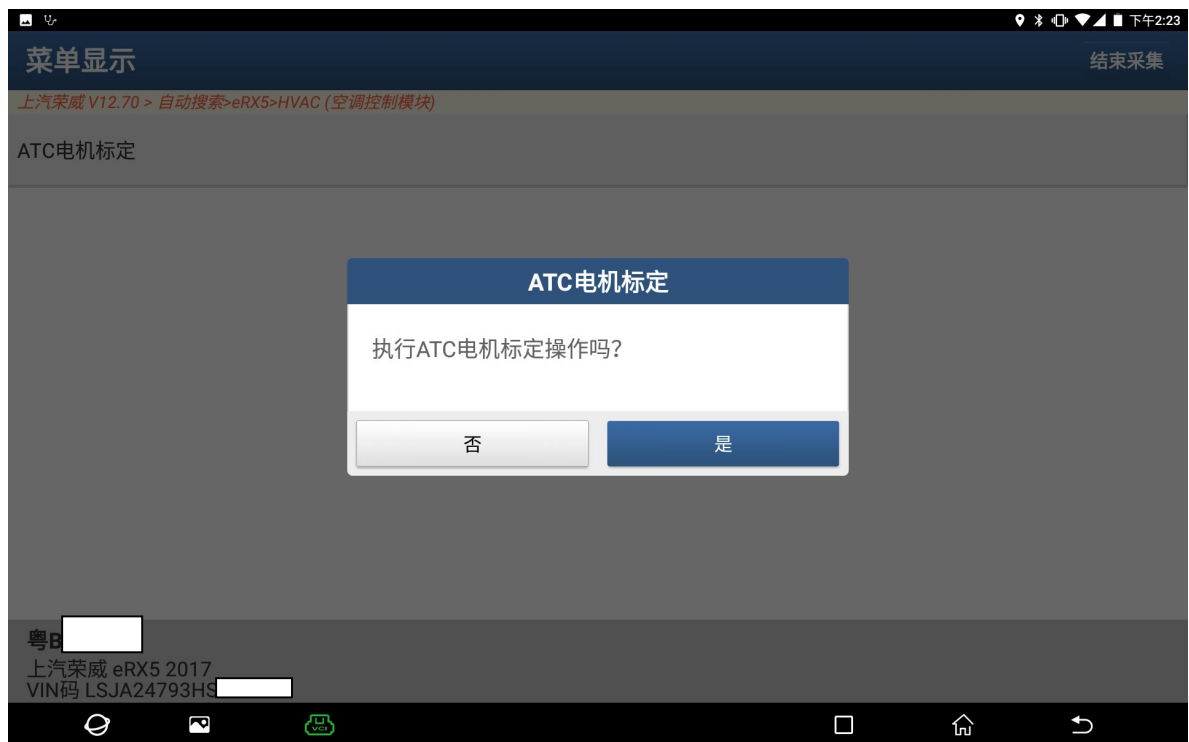 下午2:23
菜单显示
结束采集
上汽荣威 V12.70 > 自动搜索>eRX5>HVAC (空调控制模块)
ATC电机标定
ATC电机标定
执行ATC电机标定操作吗?
否
是
粤B
上汽荣威 eRX5 2017
VIN码 LSJA24793HS
VCI